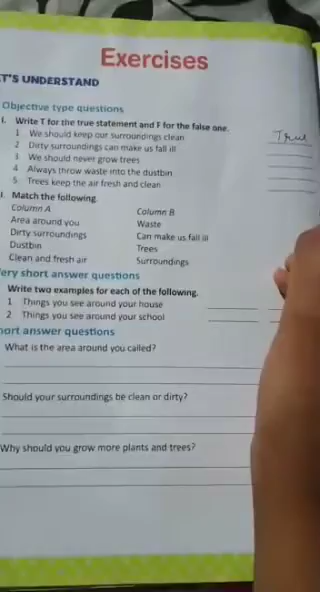 Exercises
T'S UNDERSTAND
Objective type questions
I. Write T for the true statement and F for the false one.
1 We should keep our surroundings clean True
2 Dirty surroundings can make us fall ill
3 We should never grow trees
4 Always throw waste into the dustbin
5 Trees keep the air fresh and clean
I. Match the following.
Column A Column B
Area around you Waste
Dirty surroundings Can make us fall ill
Dustbin Trees
Clean and fresh air Surroundings
ery short answer questions
Write two examples for each of the following.
1 Things you see around your house
2 Things you see around your school
ort answer questions
What is the area around you called?
Should your surroundings be clean or dirty?
Why should you grow more plants and trees?